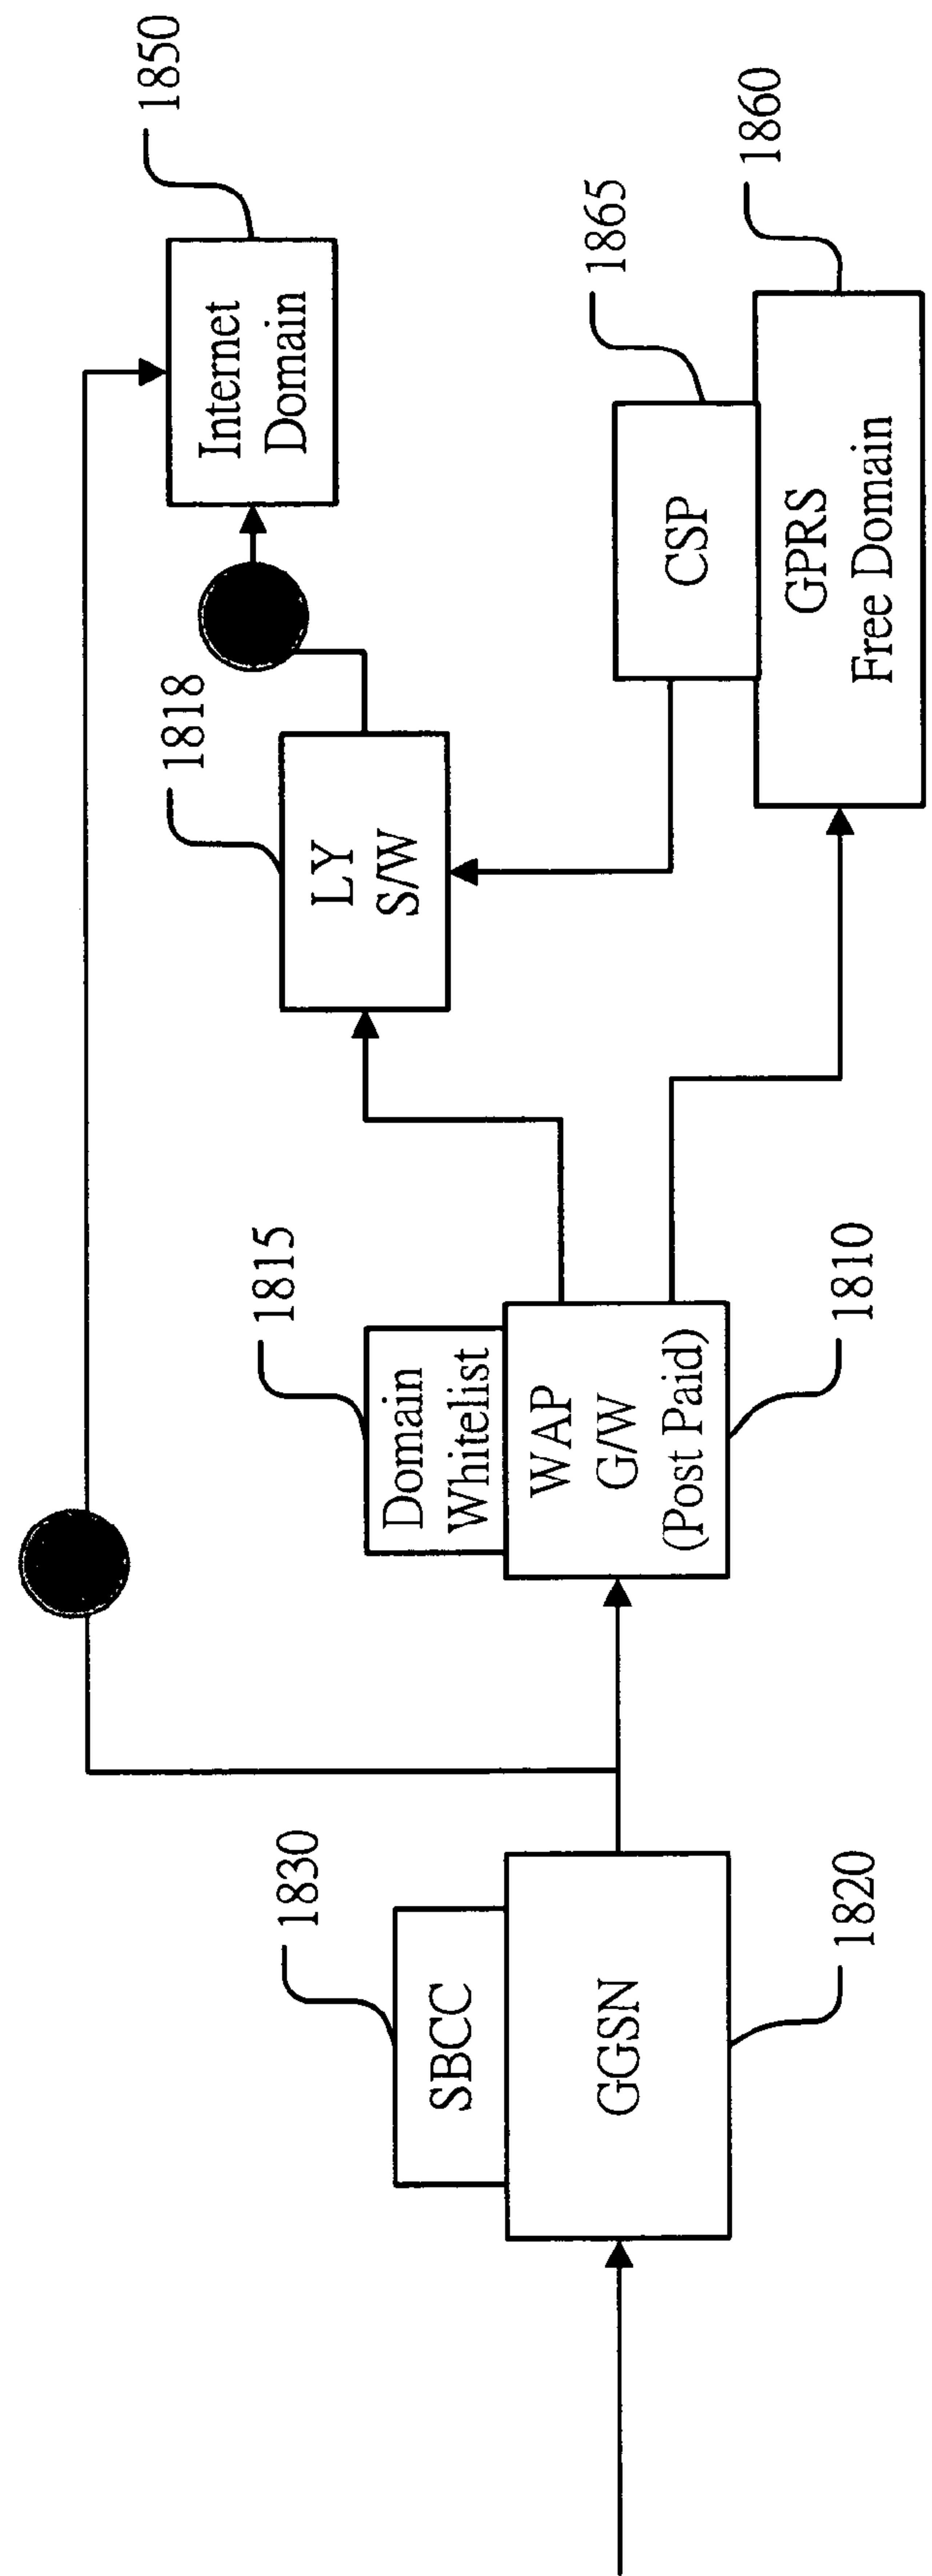 1830
SBCC
GGSN
1820
1815
Domain
Whitelist
WAP
G/W
(Post Paid)
1810
1818
LY
S/W
1850
Internet
Domain
1865
CSP
GPRS
Free Domain
1860